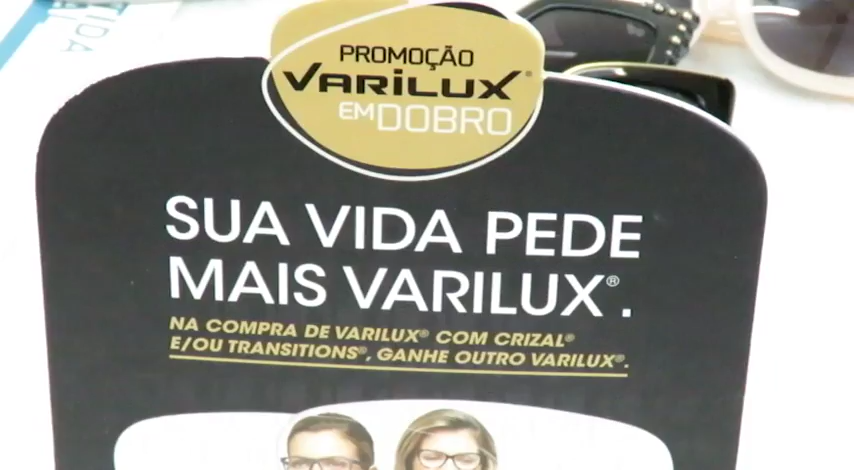 PROMOÇÃO
VARILUX®
EM DOBRO
SUA VIDA PEDE
MAIS VARILUX®.
NA COMPRA DE VARILUX® COM CRIZAL®
E/OU TRANSITIONS®, GANHE OUTRO VARILUX®.